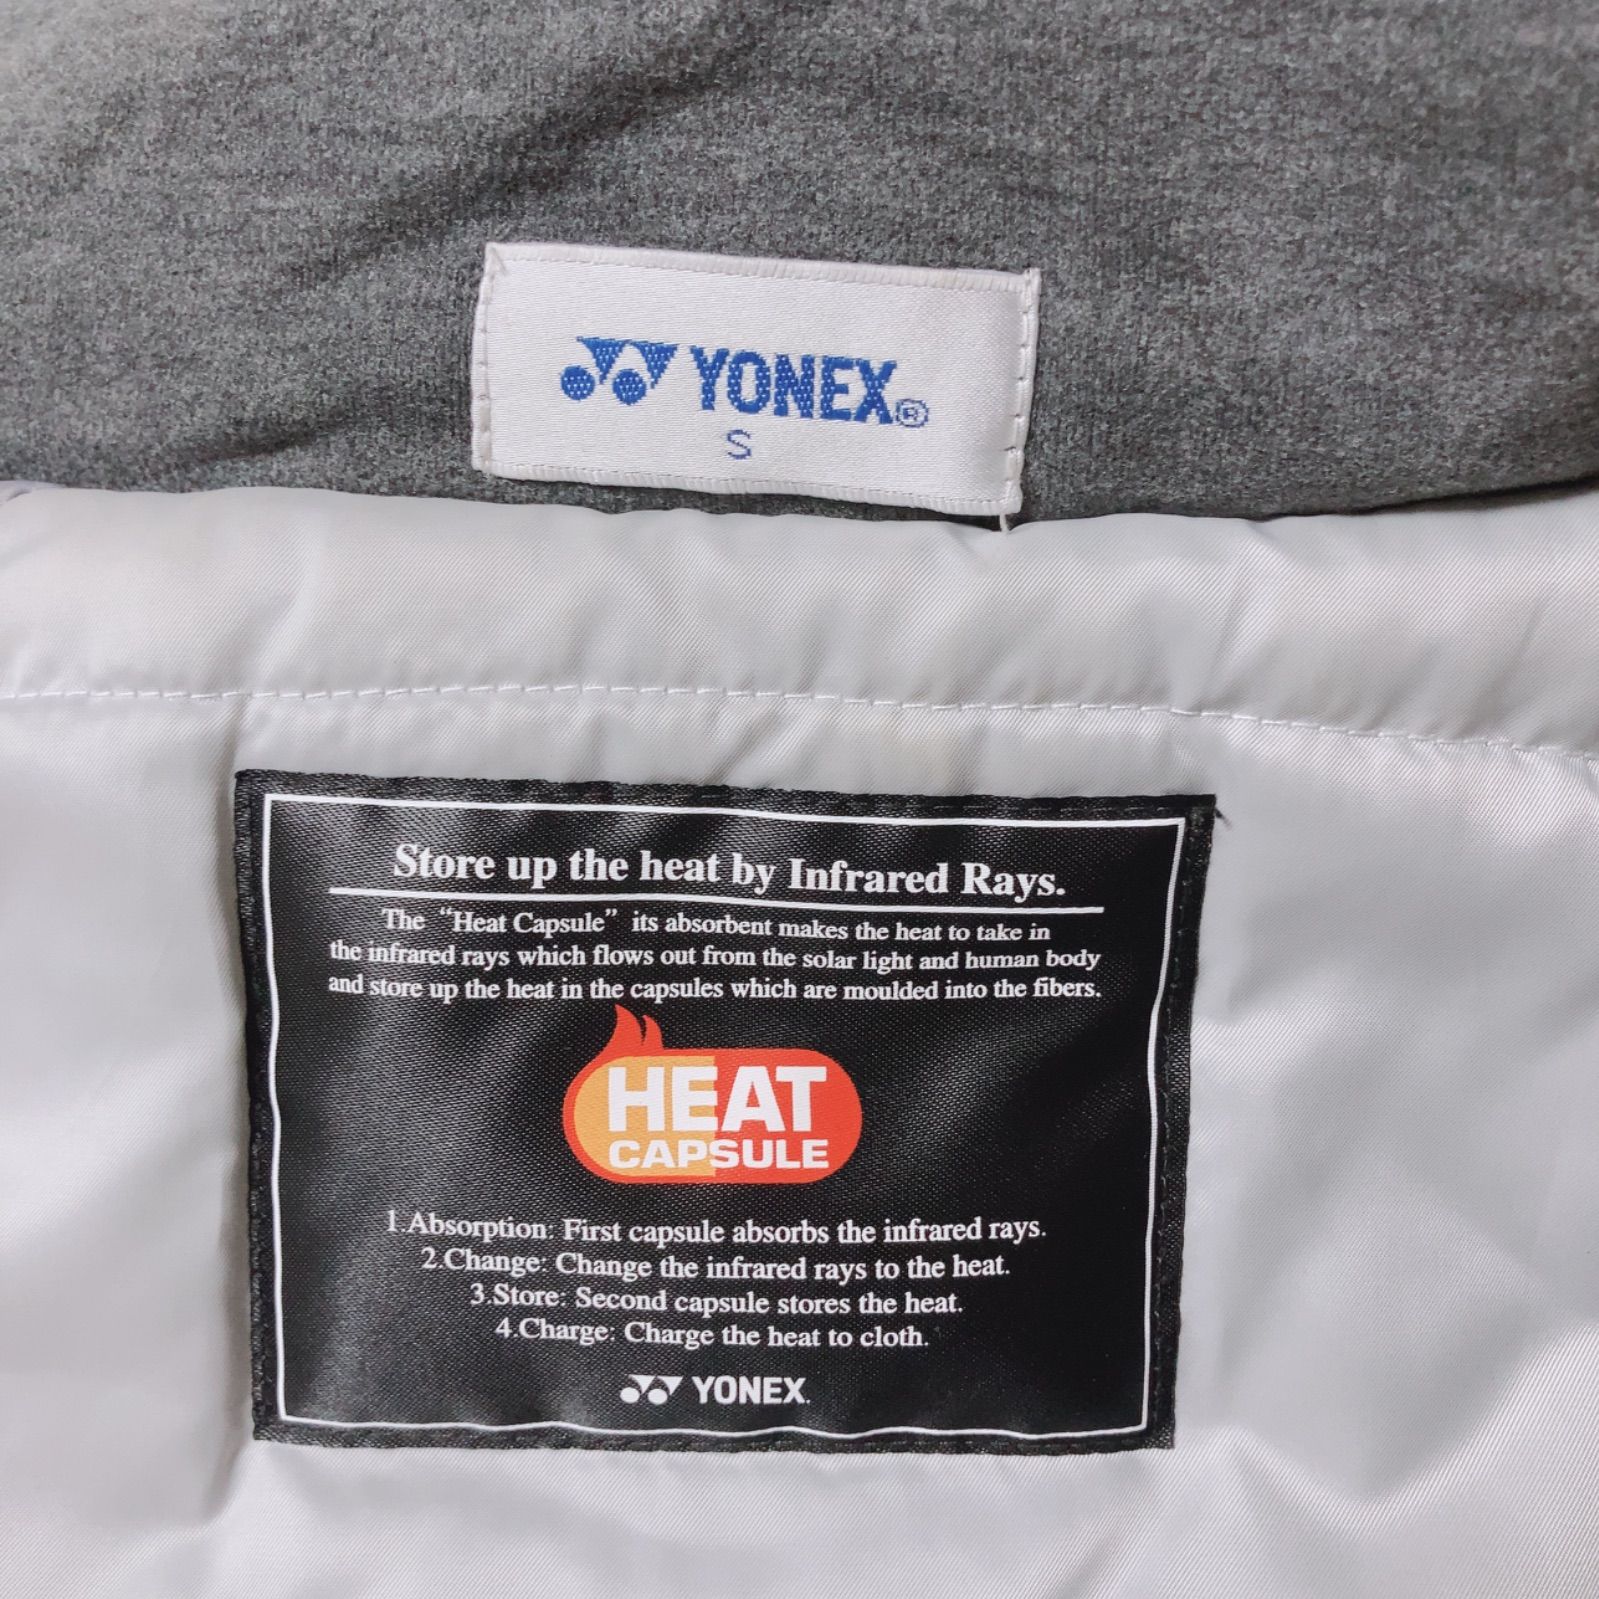 YONEX®
S
Store up the heat by Infrared Rays.
The “Heat Capsule” its absorbent makes the heat to take in
the infrared rays which flows out from the solar light and human body
and store up the heat in the capsules which are moulded into the fibers.
HEAT
CAPSULE
1.Absorption: First capsule absorbs the infrared rays.
2.Change: Change the infrared rays to the heat.
3.Store: Second capsule stores the heat.
4.Charge: Charge the heat to cloth.
YONEX.